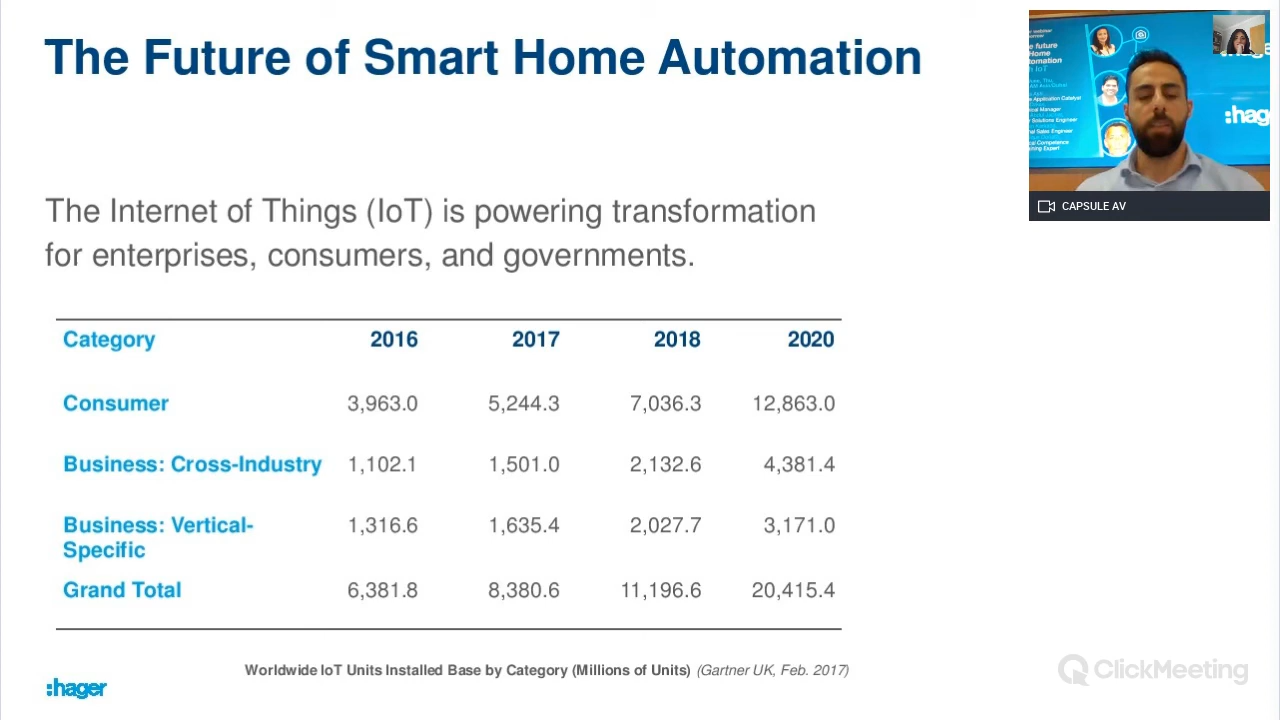 The Future of Smart Home Automation
The Internet of Things (IoT) is powering transformation
for enterprises, consumers, and governments.
Category 2016 2017 2018 2020
Consumer 3,963.0 5,244.3 7,036.3 12,863.0
Business: Cross-Industry 1,102.1 1,501.0 2,132.6 4,381.4
Business: Vertical- 1,316.6 1,635.4 2,027.7 3,171.0
Specific
Grand Total 6,381.8 8,380.6 11,196.6 20,415.4
Worldwide IoT Units Installed Base by Category (Millions of Units) (Gartner UK, Feb. 2017)
:hager
CAPSULE AV
:hag
ClickMeeting